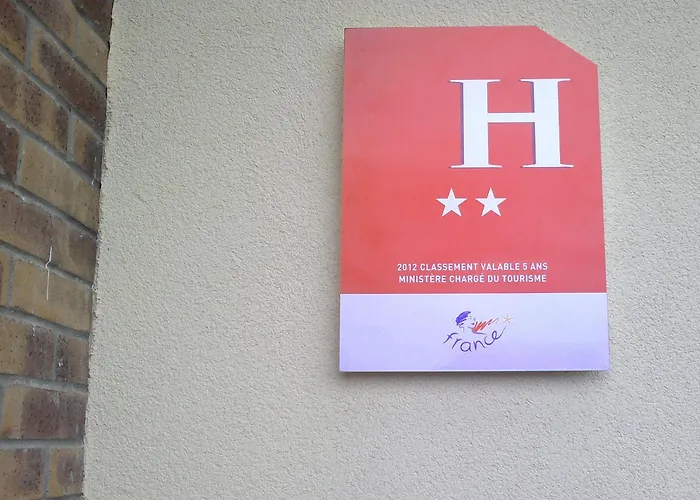 H
2012 CLASSEMENT VALABLE 5 ANS
MINISTÈRE CHARGÉ DU TOURISME
france